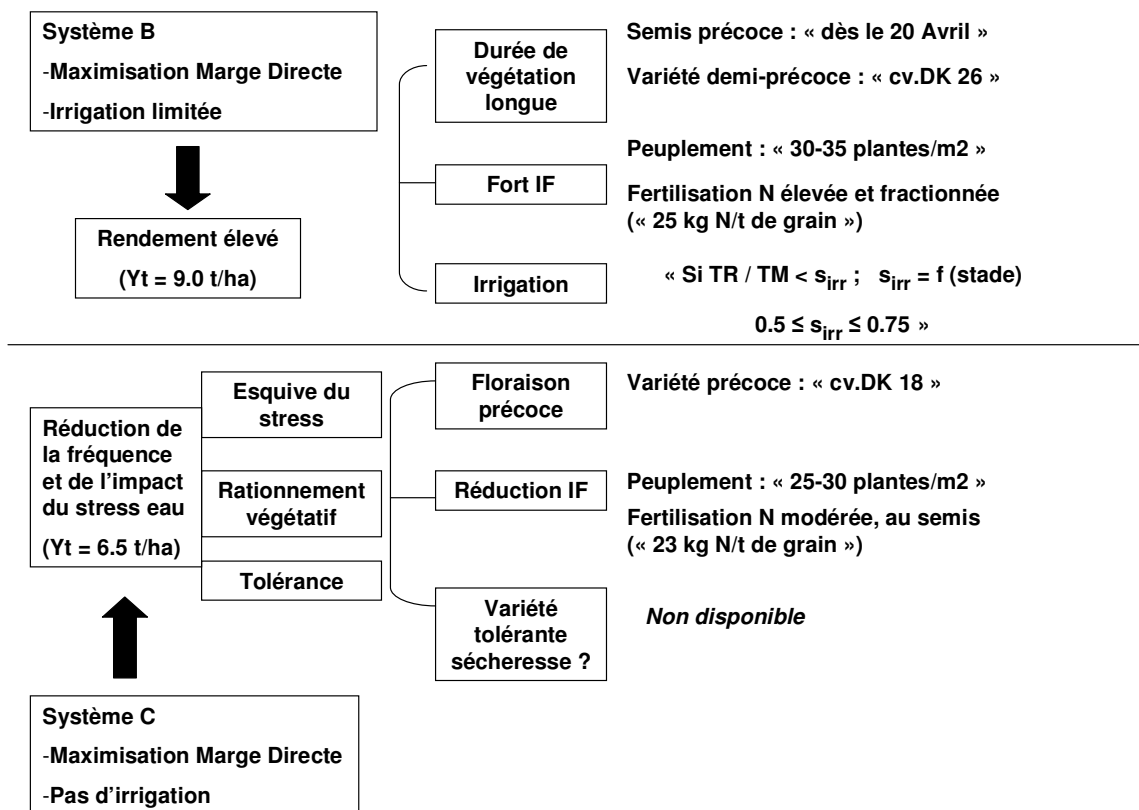 Système B
-Maximisation Marge Directe
-Irrigation limitée
Rendement élevé
(Yt = 9.0 t/ha)
Durée de
végétation
longue
Semis précoce : « dès le 20 Avril »
Variété demi-précoce : « cv.DK 26 »
Fort IF
Peuplement : « 30-35 plantes/m2 »
Fertilisation N élevée et fractionnée
(« 25 kg N/t de grain »)
Irrigation
« Si TR / TM < sirr ; sirr = f (stade)
0.5 ≤ sirr ≤ 0.75 »
Réduction de
la fréquence
et de l'impact
du stress eau
(Yt = 6.5 t/ha)
Esquive du
stress
Rationnement
végétatif
Tolérance
Floraison
précoce
Variété précoce : « cv.DK 18 »
Réduction IF
Peuplement : « 25-30 plantes/m2 »
Fertilisation N modérée, au semis
(« 23 kg N/t de grain »)
Variété
tolérante
sécheresse ?
Non disponible
Système C
-Maximisation Marge Directe
-Pas d'irrigation